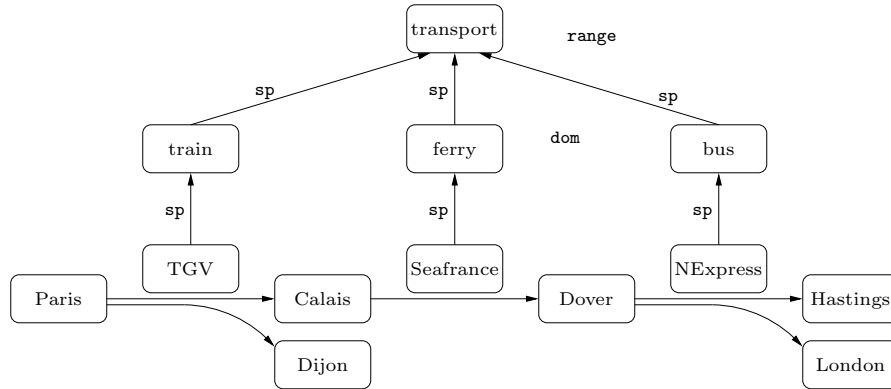 transport
range
sp
sp
sp
train
ferry
dom
bus
sp
sp
sp
TGV
Seafrance
NExpress
Paris
Calais
Dover
Hastings
Dijon
London